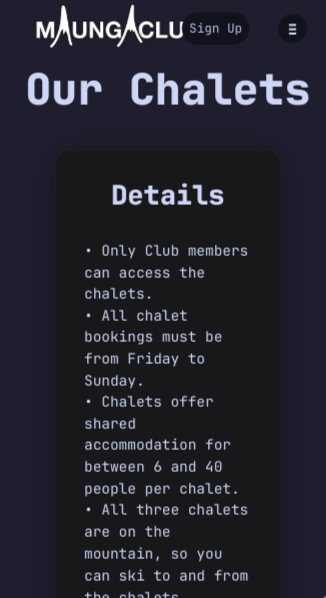 MAUNGACLU
Sign Up
Our Chalets
Details
• Only Club members
can access the
chalets.
• All chalet
bookings must be
from Friday to
Sunday.
• Chalets offer
shared
accommodation for
between 6 and 40
people per chalet.
• All three chalets
are on the
mountain, so you
can ski to and from
the chalets